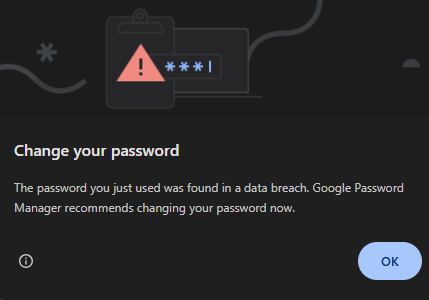 ***
Change your password
The password you just used was found in a data breach. Google Password
Manager recommends changing your password now.
OK